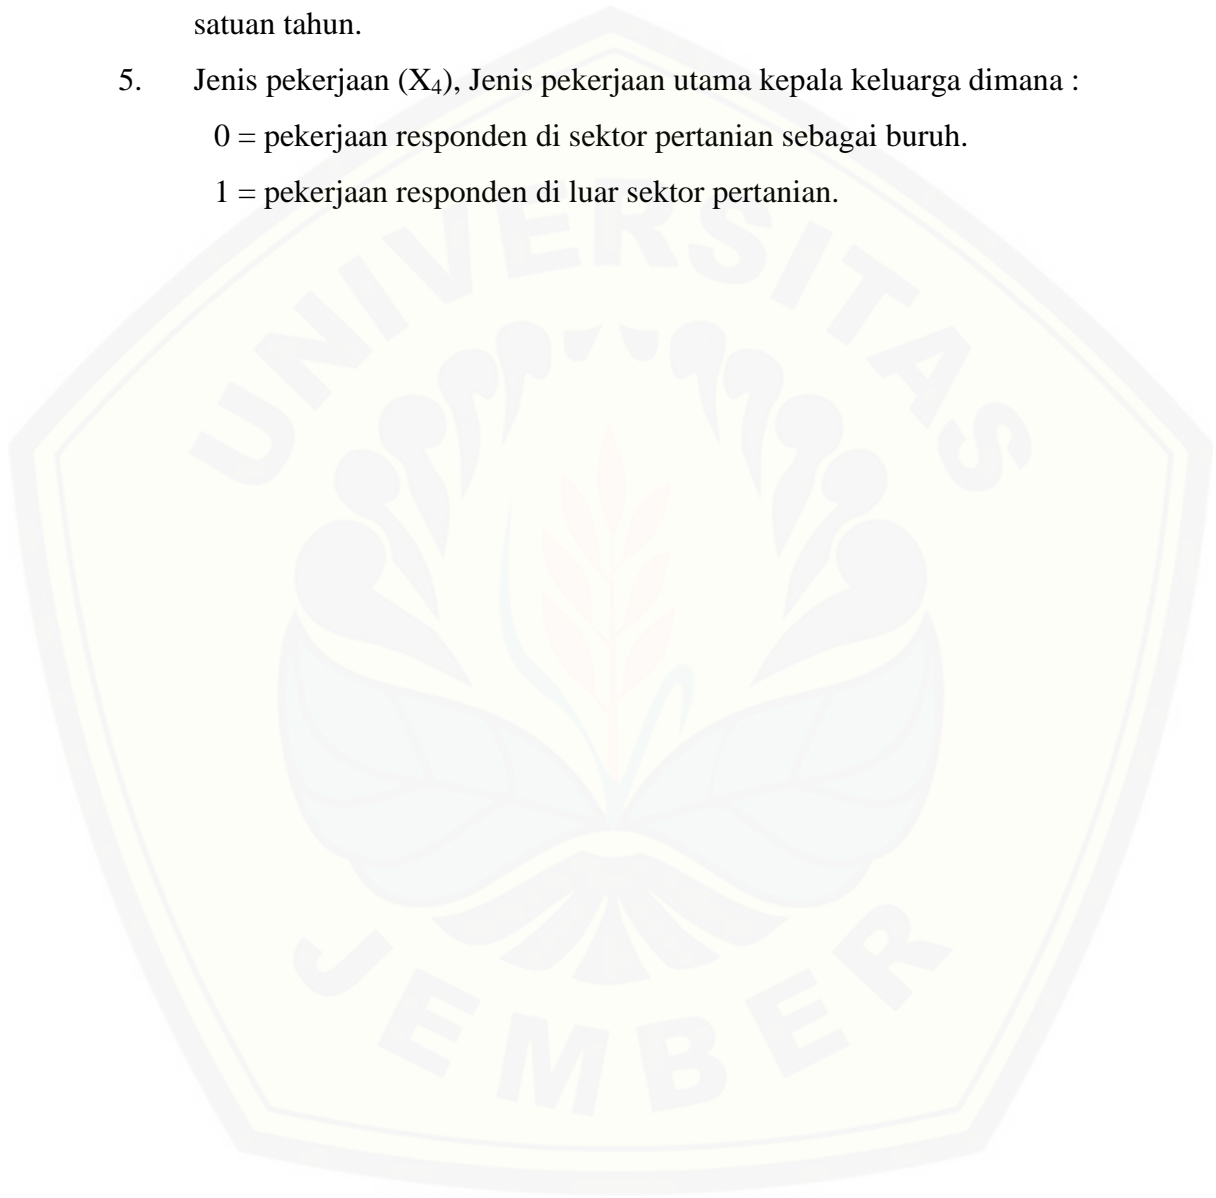 satuan tahun.
5. Jenis pekerjaan (X₄), Jenis pekerjaan utama kepala keluarga dimana :
0 = pekerjaan responden di sektor pertanian sebagai buruh.
1 = pekerjaan responden di luar sektor pertanian.
UNIVERSITAS
JEMBER